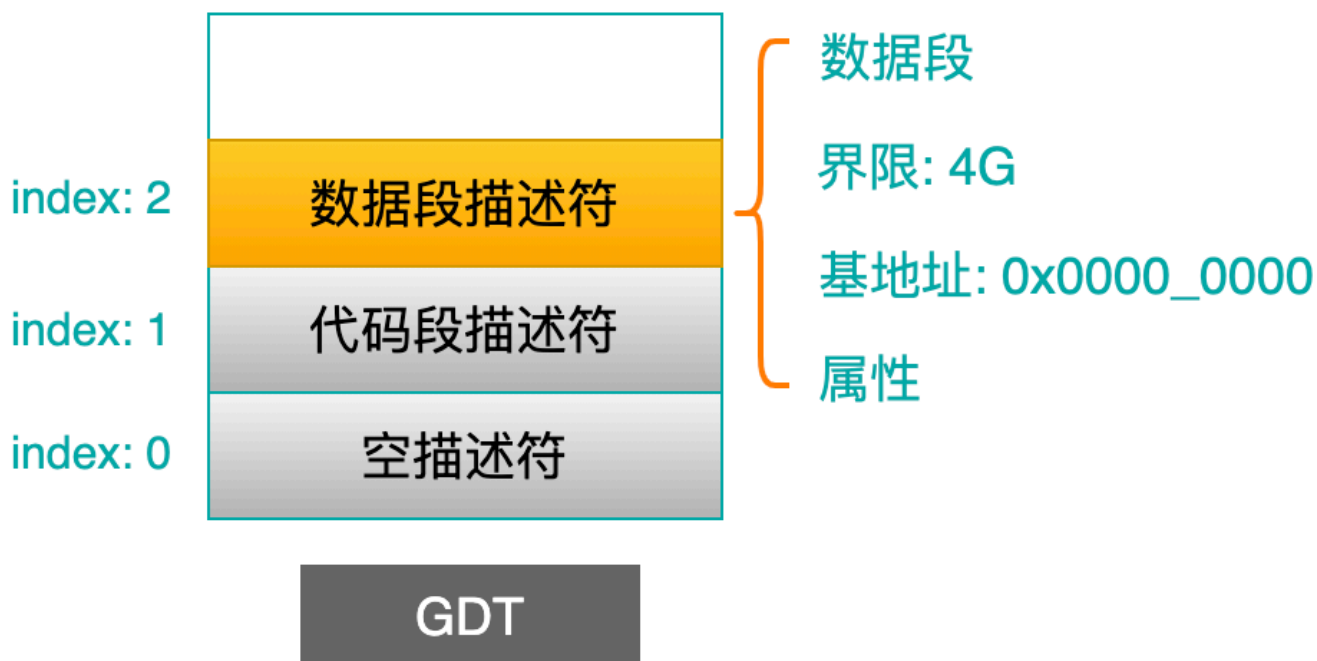 数据段
界限: 4G
index: 2
数据段描述符
基地址: 0x0000_0000
index: 1
代码段描述符
属性
index: 0
空描述符
GDT